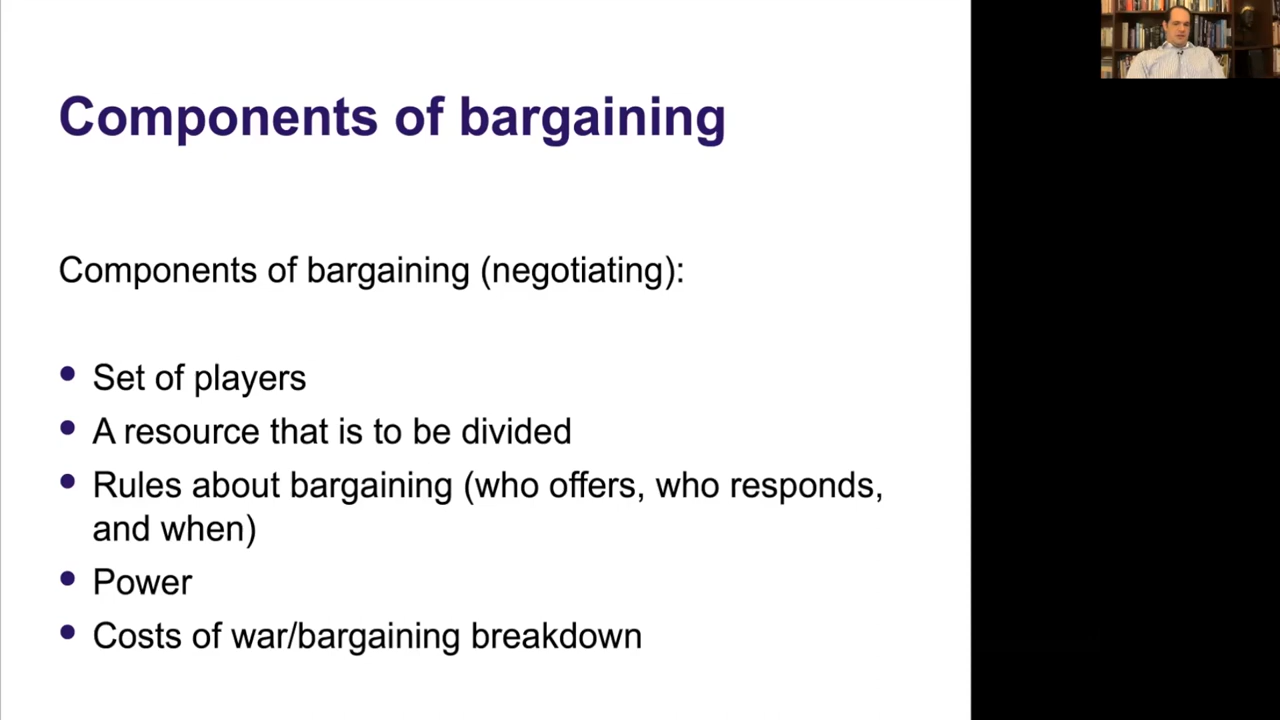 Components of bargaining
Components of bargaining (negotiating):
• Set of players
• A resource that is to be divided
• Rules about bargaining (who offers, who responds,
and when)
• Power
• Costs of war/bargaining breakdown